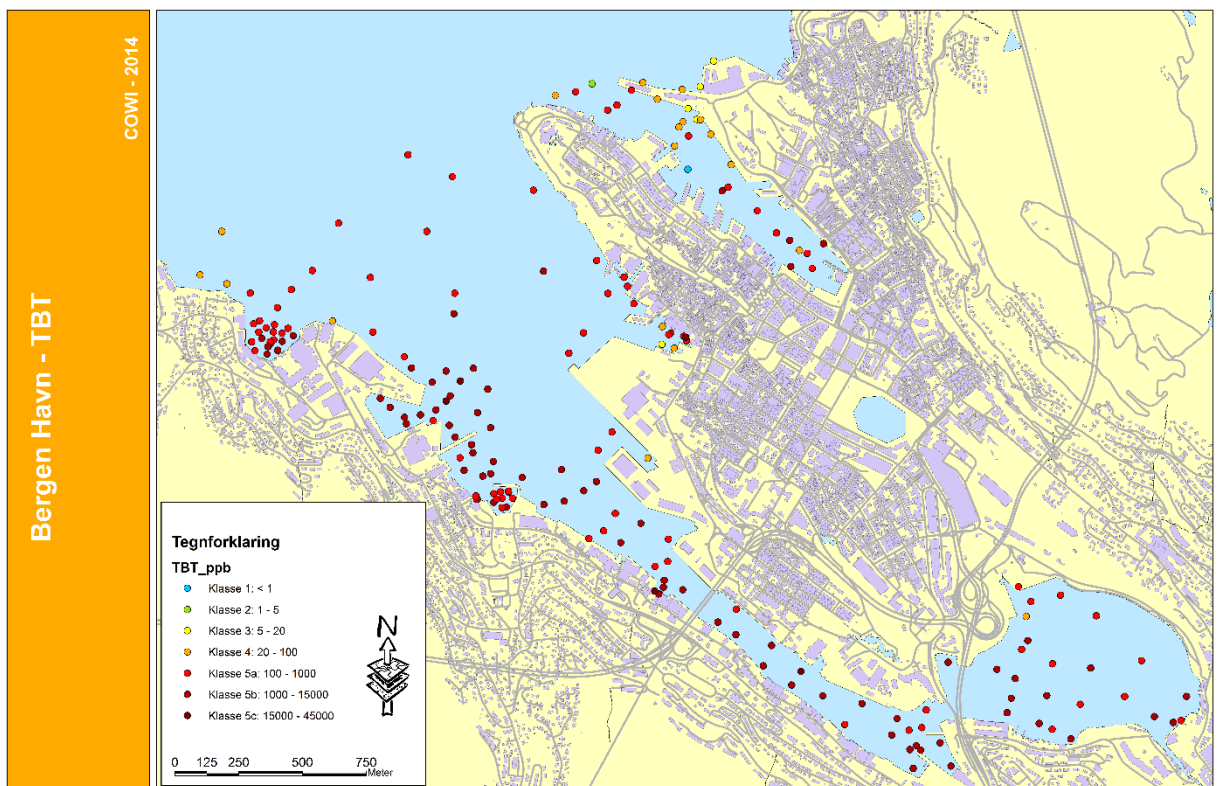 Bergen Havn - TBT
COWI - 2014
Tegnforklaring
TBT_ppb
Klasse 1: < 1
Klasse 2: 1 - 5
Klasse 3: 5 - 20
Klasse 4: 20 - 100
Klasse 5a: 100 - 1000
Klasse 5b: 1000 - 15000
Klasse 5c: 15000 - 45000
N
0 125 250 500 750
Meter